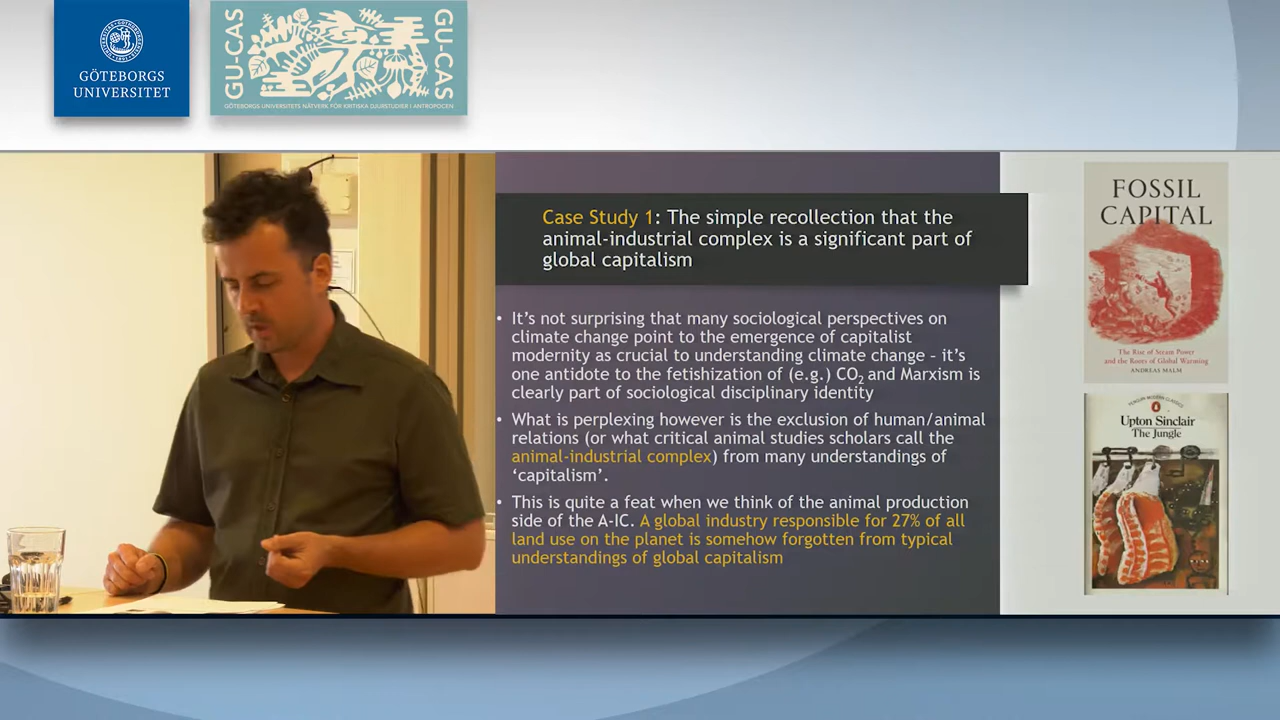 GÖTEBORGS
UNIVERSITET
GU-CAS
GU-CAS
GÖTEBORGS UNIVERSITETS NÄTVERK FÖR KRITISKA DJURSTUDIER I ANTROPOCEN
Case Study 1: The simple recollection that the
animal-industrial complex is a significant part of
global capitalism
• It’s not surprising that many sociological perspectives on
climate change point to the emergence of capitalist
modernity as crucial to understanding climate change – it’s
one antidote to the fetishization of (e.g.) CO₂ and Marxism is
clearly part of sociological disciplinary identity
• What is perplexing however is the exclusion of human/animal
relations (or what critical animal studies scholars call the
animal-industrial complex) from many understandings of
‘capitalism’.
• This is quite a feat when we think of the animal production
side of the A-IC. A global industry responsible for 27% of all
land use on the planet is somehow forgotten from typical
understandings of global capitalism
FOSSIL
CAPITAL
The Rise of Steam Power
and the Roots of Global Warming
ANDREAS MALM
PENGUIN MODERN CLASSICS
Upton Sinclair
The Jungle